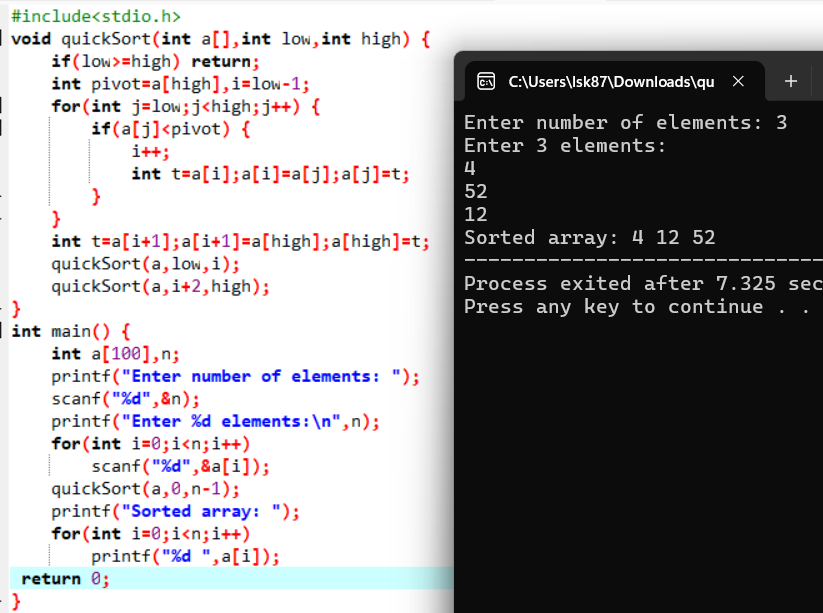 #include<stdio.h>
void quickSort(int a[],int low,int high) {
    if(low>=high) return;
    int pivot=a[high],i=low-1;
    for(int j=low;j<high;j++) {
        if(a[j]<pivot) {
            i++;
            int t=a[i];a[i]=a[j];a[j]=t;
        }
    }
    int t=a[i+1];a[i+1]=a[high];a[high]=t;
    quickSort(a,low,i);
    quickSort(a,i+2,high);
}
int main() {
    int a[100],n;
    printf("Enter number of elements: ");
    scanf("%d",&n);
    printf("Enter %d elements:\n",n);
    for(int i=0;i<n;i++)
        scanf("%d",&a[i]);
    quickSort(a,0,n-1);
    printf("Sorted array: ");
    for(int i=0;i<n;i++)
        printf("%d ",a[i]);
 return 0;
}
C:\Users\lsk87\Downloads\qu
Enter number of elements: 3
Enter 3 elements:
4
52
12
Sorted array: 4 12 52
------------------------------
Process exited after 7.325 sec
Press any key to continue . .